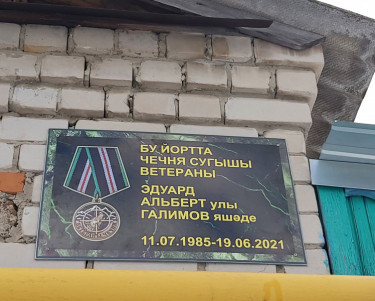 БУ ЙОРТТА
ЧЕЧНЯ СУГЫШЫ
ВЕТЕРАНЫ
ЭДУАРД
АЛЬБЕРТ улы
ГАЛИМОВ яшәде
11.07.1985-19.06.2021